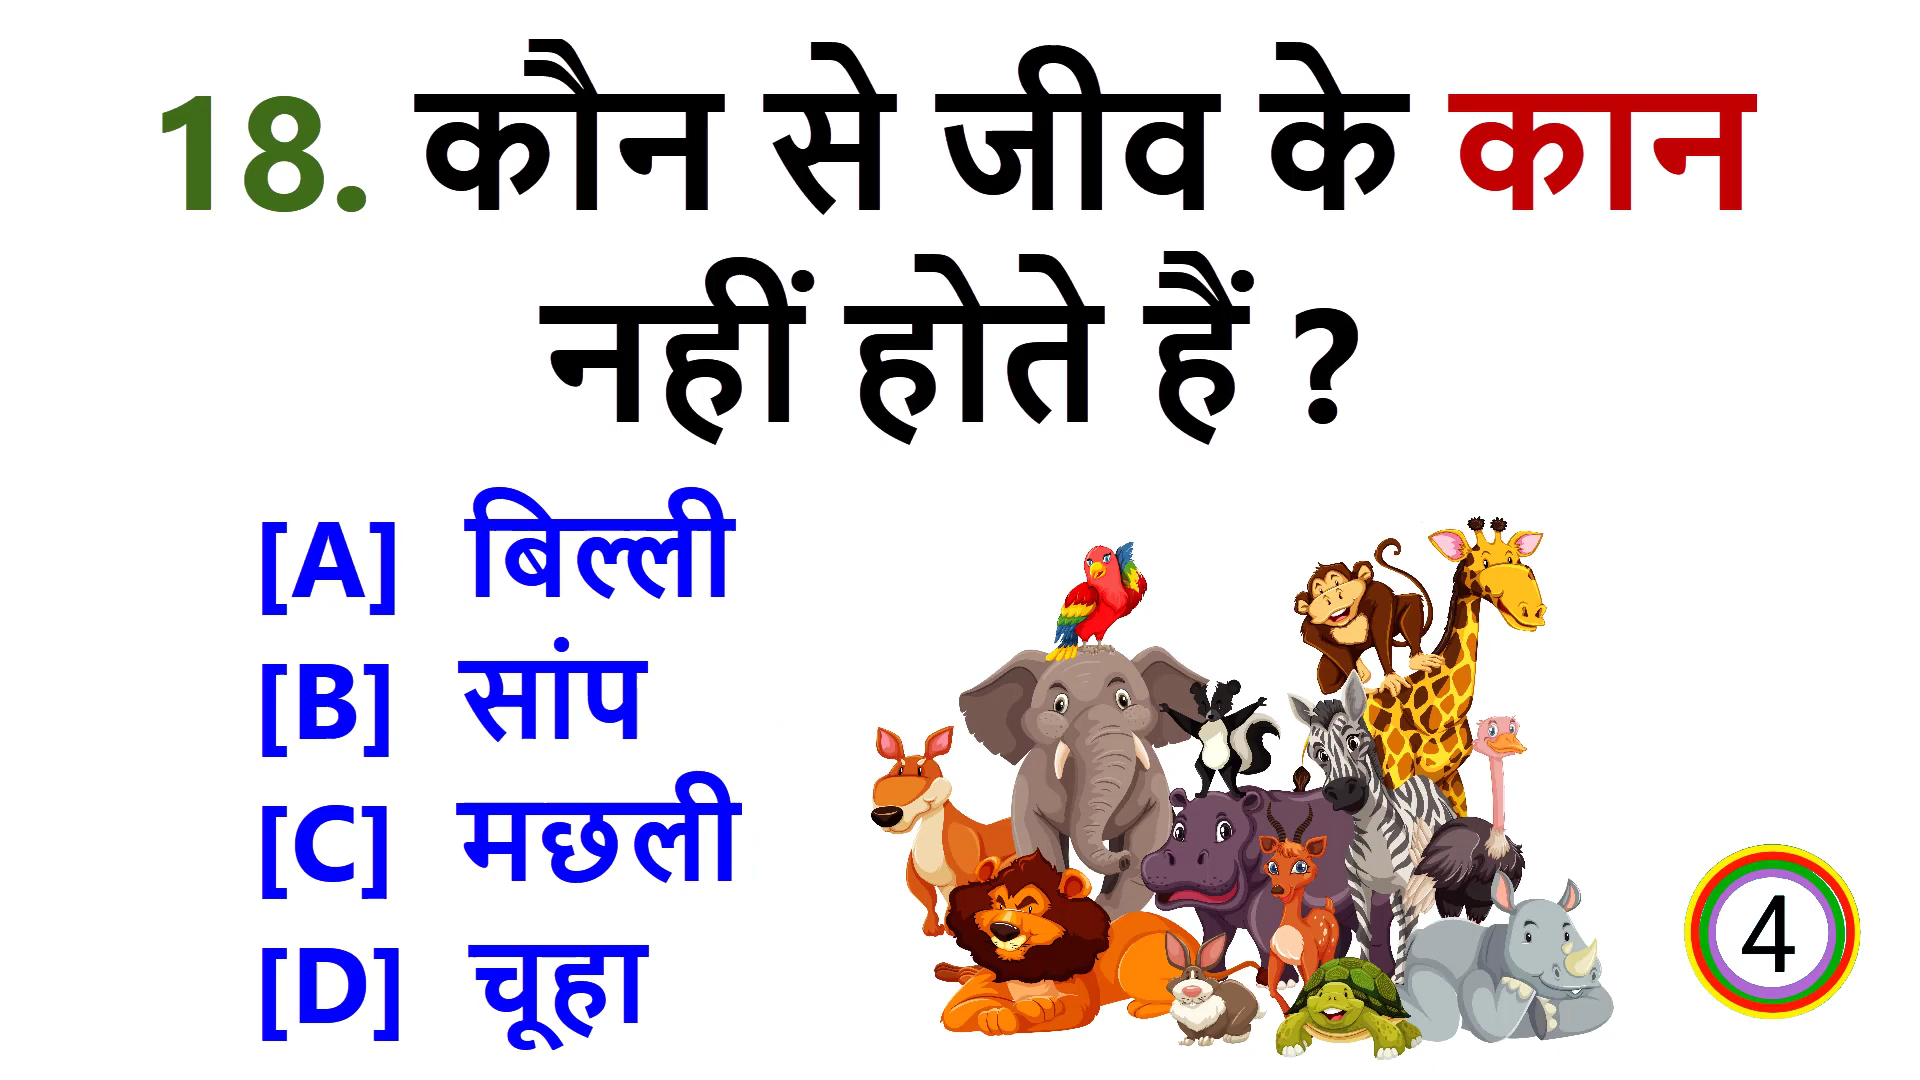 18. कौन से जीव के कान
नहीं होते हैं ?
[A] बिल्ली
[B] सांप
[C] मछली
[D] चूहा
4